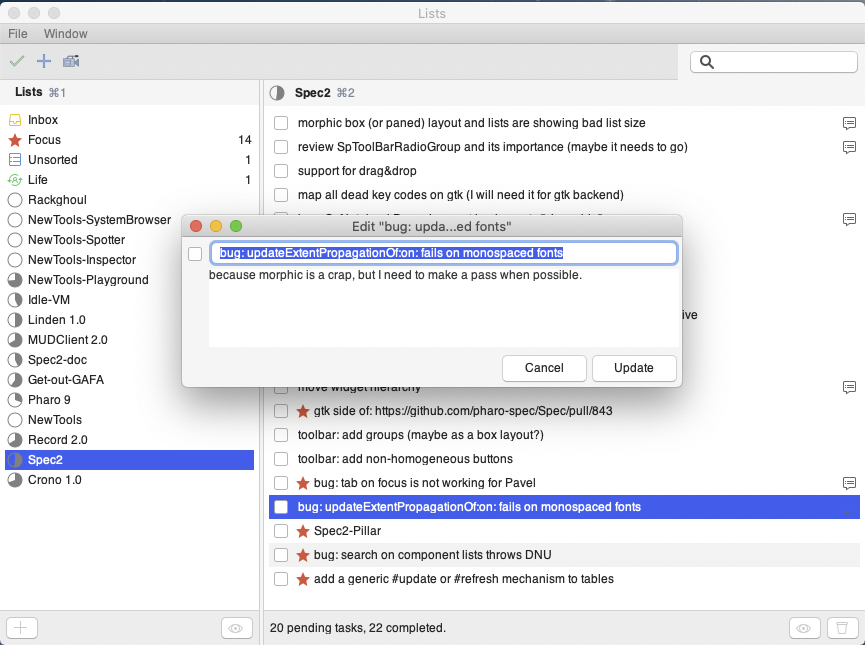 Lists
File Window
Lists ⌘1
Inbox
Focus 14
Unsorted 1
Life 1
Rackghoul
NewTools-SystemBrowser
NewTools-Spotter
NewTools-Inspector
NewTools-Playground
Idle-VM
Linden 1.0
MUDClient 2.0
Spec2-doc
Get-out-GAFA
Pharo 9
NewTools
Record 2.0
Spec2
Crono 1.0
Spec2 ⌘2
morphic box (or paned) layout and lists are showing bad list size
review SpToolBarRadioGroup and its importance (maybe it needs to go)
support for drag&drop
map all dead key codes on gtk (I will need it for gtk backend)
Edit "bug: upda...ed fonts"
bug: updateExtentPropagationOf:on: fails on monospaced fonts
because morphic is a crap, but I need to make a pass when possible.
Cancel Update
ive
move widget hierarchy
gtk side of: https://github.com/pharo-spec/Spec/pull/843
toolbar: add groups (maybe as a box layout?)
toolbar: add non-homogeneous buttons
bug: tab on focus is not working for Pavel
bug: updateExtentPropagationOf:on: fails on monospaced fonts
Spec2-Pillar
bug: search on component lists throws DNU
add a generic #update or #refresh mechanism to tables
20 pending tasks, 22 completed.